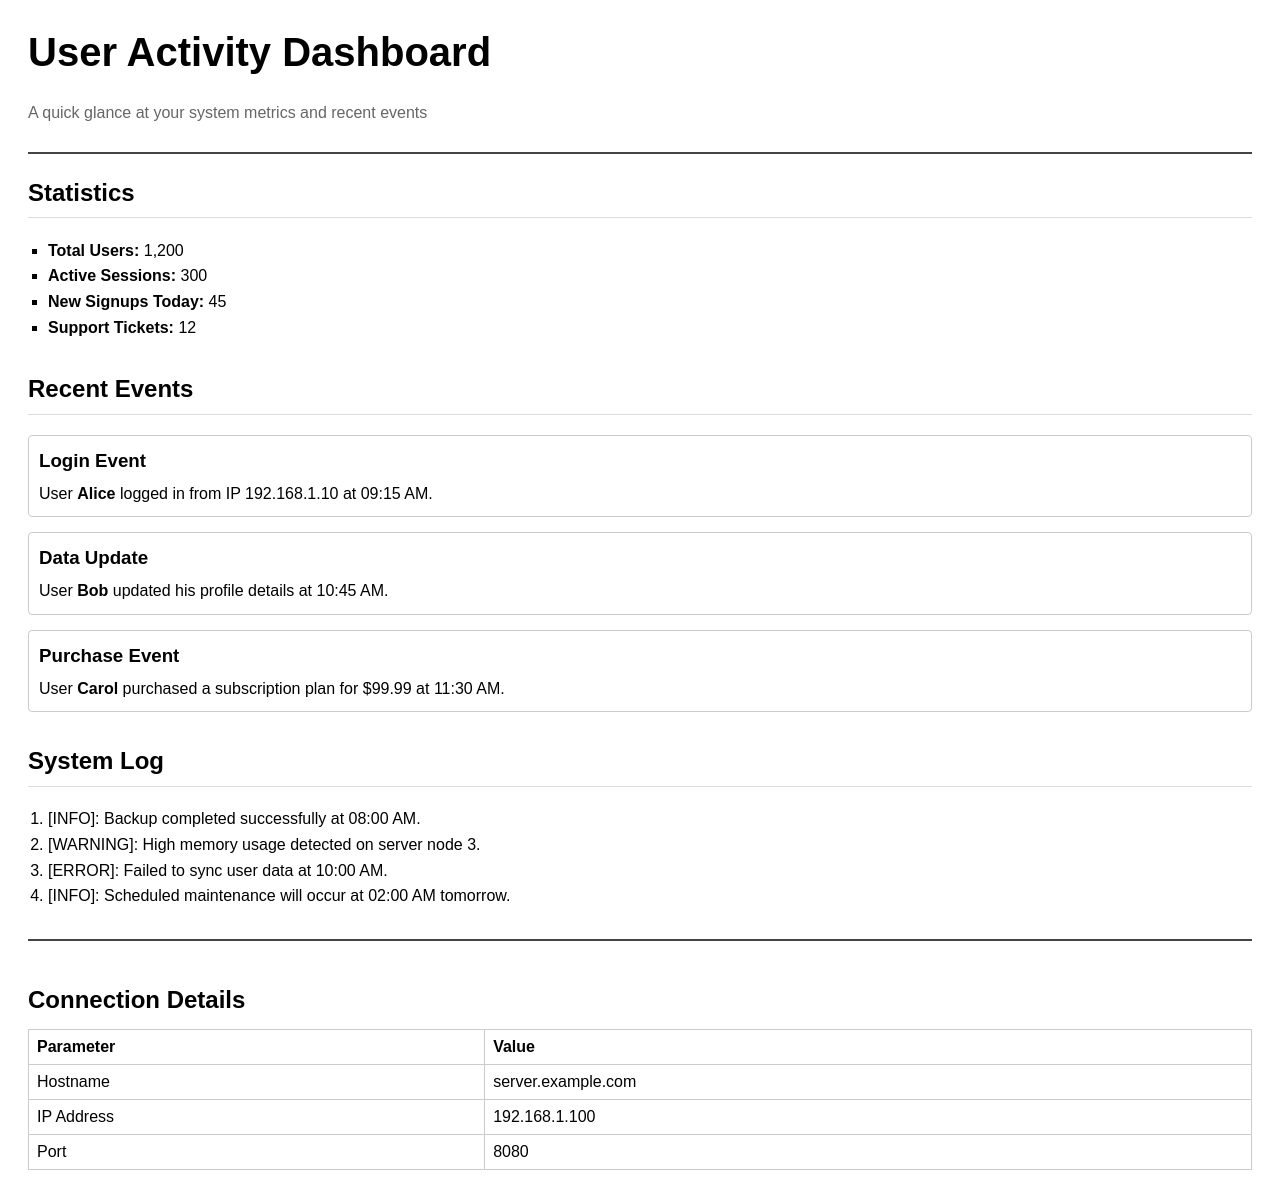 User Activity Dashboard
A quick glance at your system metrics and recent events
Statistics
Total Users: 1,200
Active Sessions: 300
New Signups Today: 45
Support Tickets: 12
Recent Events
Login Event
User Alice logged in from IP 192.168.1.10 at 09:15 AM.
Data Update
User Bob updated his profile details at 10:45 AM.
Purchase Event
User Carol purchased a subscription plan for $99.99 at 11:30 AM.
System Log
1. [INFO]: Backup completed successfully at 08:00 AM.
2. [WARNING]: High memory usage detected on server node 3.
3. [ERROR]: Failed to sync user data at 10:00 AM.
4. [INFO]: Scheduled maintenance will occur at 02:00 AM tomorrow.
Connection Details
Parameter Value
Hostname server.example.com
IP Address 192.168.1.100
Port 8080